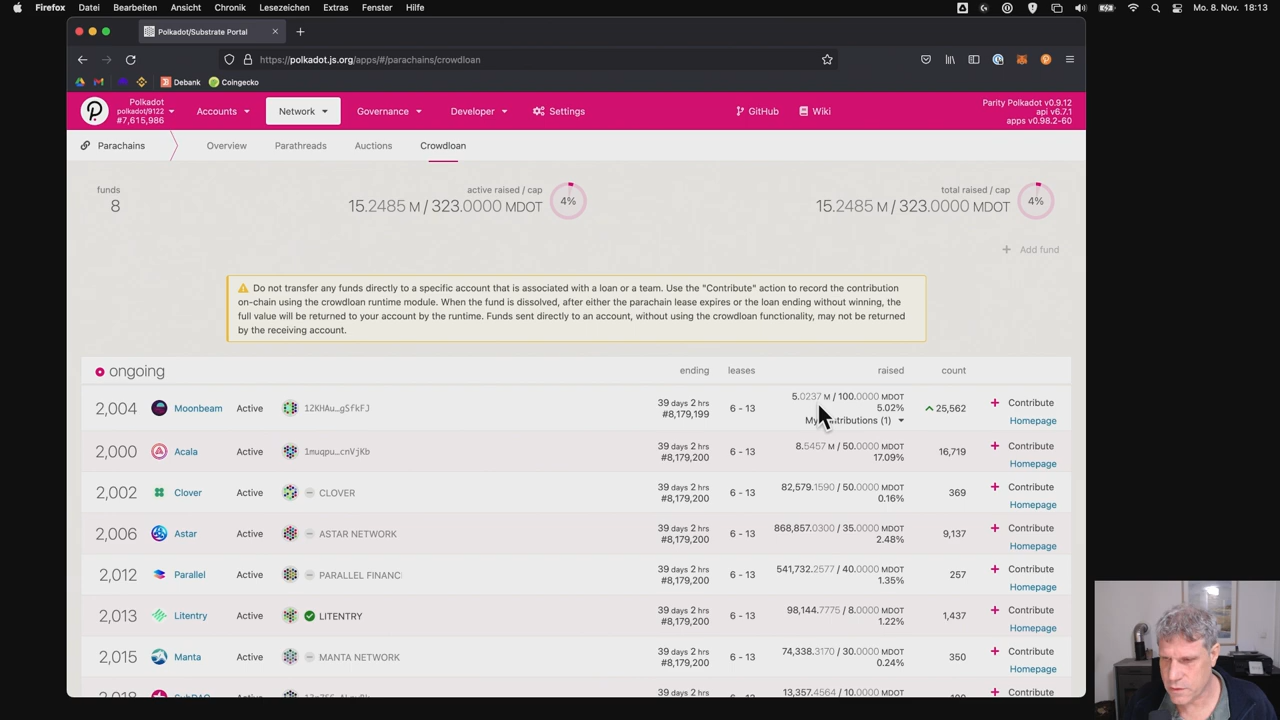 Firefox Datei Bearbeiten Ansicht Chronik Lesezeichen Extras Fenster Hilfe Mo. 8. Nov. 18:13
Polkadot/Substrate Portal
https://polkadot.js.org/apps/#/parachains/crowdloan
Debank Coingecko
Polkadot
polkadot/9122
#7,615,986
Accounts Network Governance Developer Settings GitHub Wiki
Parity Polkadot v0.9.12
api v6.7.1
apps v0.98.2-60
Parachains Overview Parathreads Auctions Crowdloan
funds
8
active raised / cap
15.2485 M / 323.0000 MDOT
4%
total raised / cap
15.2485 M / 323.0000 MDOT
4%
+ Add fund
Do not transfer any funds directly to a specific account that is associated with a loan or a team. Use the "Contribute" action to record the contribution
on-chain using the crowdloan runtime module. When the fund is dissolved, after either the parachain lease expires or the loan ending without winning, the
full value will be returned to your account by the runtime. Funds sent directly to an account, without using the crowdloan functionality, may not be returned
by the receiving account.
ongoing ending leases raised count
2,004 Moonbeam Active 12KHAu…gSfkFJ 39 days 2 hrs #8,179,199 6 - 13 5.0237 M / 100.0000 MDOT 5.02% 25,562 + Contribute
(1) Homepage
2,000 Acala Active 1muqpu…cnVjKb 39 days 2 hrs #8,179,200 6 - 13 8.5457 M / 50.0000 MDOT 17.09% 16,719 + Contribute
Homepage
2,002 Clover Active CLOVER 39 days 2 hrs #8,179,200 6 - 13 82,579.1590 / 50.0000 MDOT 0.16% 369 + Contribute
Homepage
2,006 Astar Active ASTAR NETWORK 39 days 2 hrs #8,179,200 6 - 13 868,857.0300 / 35.0000 MDOT 2.48% 9,137 + Contribute
Homepage
2,012 Parallel Active PARALLEL FINANC 39 days 2 hrs #8,179,200 6 - 13 541,732.2577 / 40.0000 MDOT 1.35% 257 + Contribute
Homepage
2,013 Litentry Active LITENTRY 39 days 2 hrs #8,179,200 6 - 13 98,144.7775 / 8.0000 MDOT 1.22% 1,437 + Contribute
Homepage
2,015 Manta Active MANTA NETWORK 39 days 2 hrs #8,179,200 6 - 13 74,338.3170 / 30.0000 MDOT 0.24% 350 + Contribute
Homepage
13,357.4564 / 10.0000 MDOT + Contribute